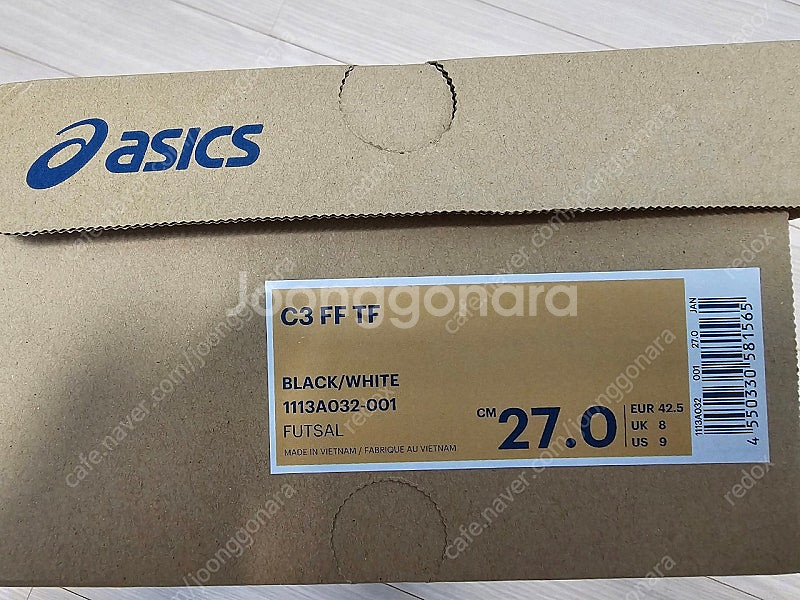 asics
Joonggonara
C3 FF TF
BLACK/WHITE
1113A032-001
FUTSAL
MADE IN VIETNAM / FABRIQUE AU VIETNAM
CM 27.0
EUR 42.5
UK 8
US 9
1113A032 001 27.0 JAN
4 550330 581565
cafe.naver.com/joonggonara
redox